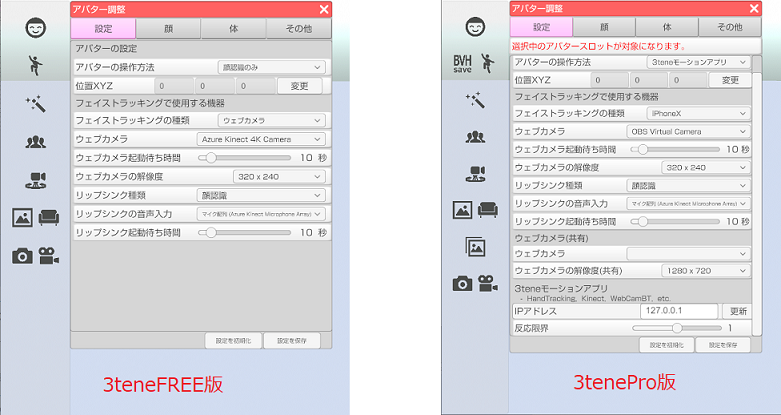 アバター調整
設定 顔 体 その他
アバターの設定
アバターの操作方法 顔認識のみ
位置XYZ 0 0 0 変更
フェイストラッキングで使用する機器
フェイストラッキングの種類 ウェブカメラ
ウェブカメラ Azure Kinect 4K Camera
ウェブカメラ起動待ち時間 10 秒
ウェブカメラの解像度 320 x 240
リップシンク種類 顔認識
リップシンクの音声入力 マイク配列 (Azure Kinect Microphone Array)
リップシンク起動待ち時間 10 秒
設定を初期化 設定を保存
3teneFREE版
アバター調整
設定 顔 体 その他
選択中のアバタースロットが対象になります。
BVH
save
アバターの操作方法 3teneモーションアプリ
位置XYZ 0 0 0 変更
フェイストラッキングで使用する機器
フェイストラッキングの種類 iPhoneX
ウェブカメラ OBS Virtual Camera
ウェブカメラ起動待ち時間 10 秒
ウェブカメラの解像度 320 x 240
リップシンク種類 顔認識
リップシンクの音声入力 マイク配列 (Azure Kinect Microphone Array)
リップシンク起動待ち時間 10 秒
ウェブカメラ(共有)
ウェブカメラ
ウェブカメラの解像度(共有) 1280 x 720
3teneモーションアプリ
- HandTracking, Kinect, WebCamBT, etc.
IPアドレス 127.0.0.1 更新
反応限界 1
設定を初期化 設定を保存
3tenePro版